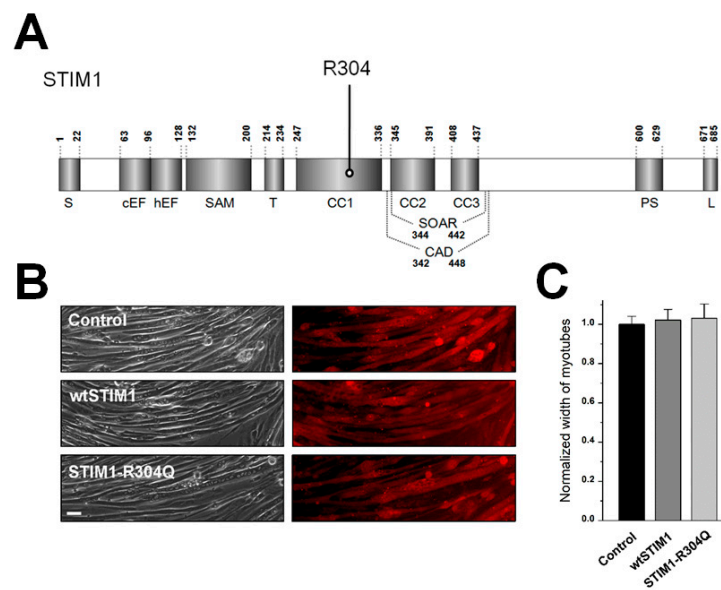 A
R304
STIM1
1 22 63 96 128 132 200 214 234 247 336 345 391 408 437 600 629 671 685
S cEF hEF SAM T CC1 CC2 CC3 PS L
SOAR
344 442
CAD
342 448
B
Control
wtSTIM1
STIM1-R304Q
C
Normalized width of myotubes
1.0
0.8
0.6
0.4
0.2
0.0
Control wtSTIM1 STIM1-R304Q